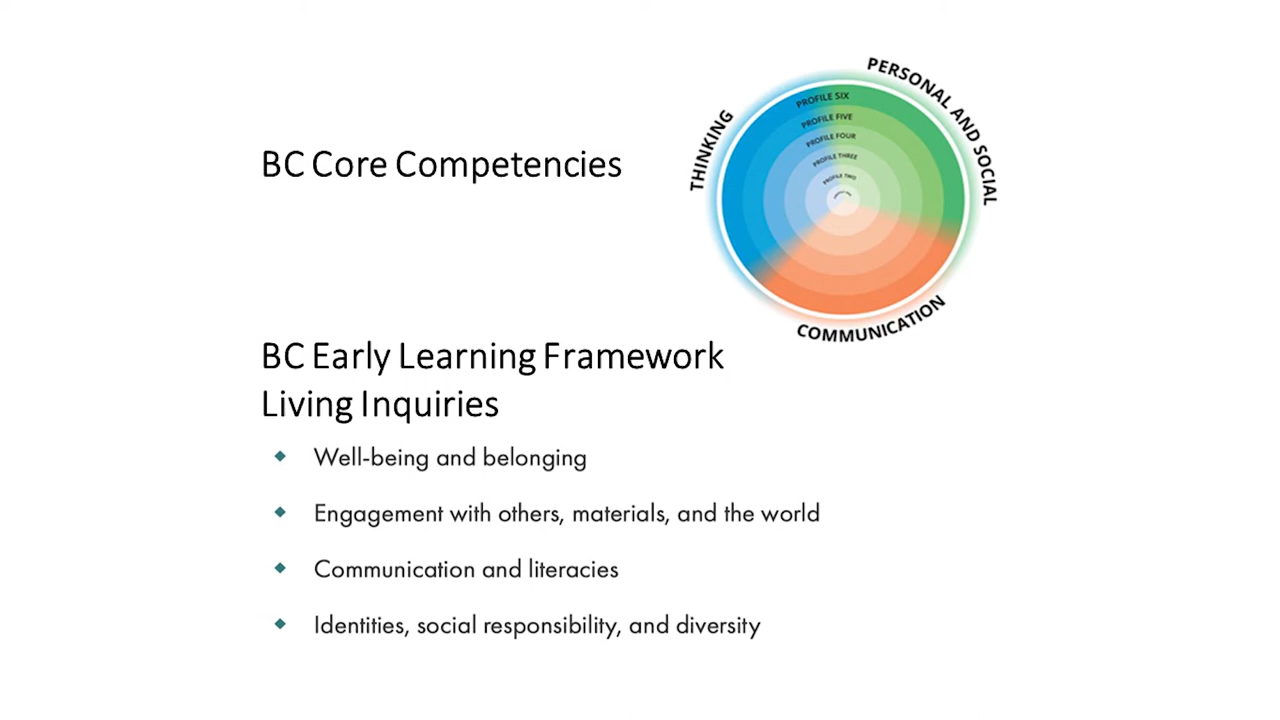 BC Core Competencies
THINKING
PERSONAL AND SOCIAL
COMMUNICATION
PROFILE SIX
PROFILE FIVE
PROFILE FOUR
PROFILE THREE
PROFILE TWO
BC Early Learning Framework
Living Inquiries
Well-being and belonging
Engagement with others, materials, and the world
Communication and literacies
Identities, social responsibility, and diversity